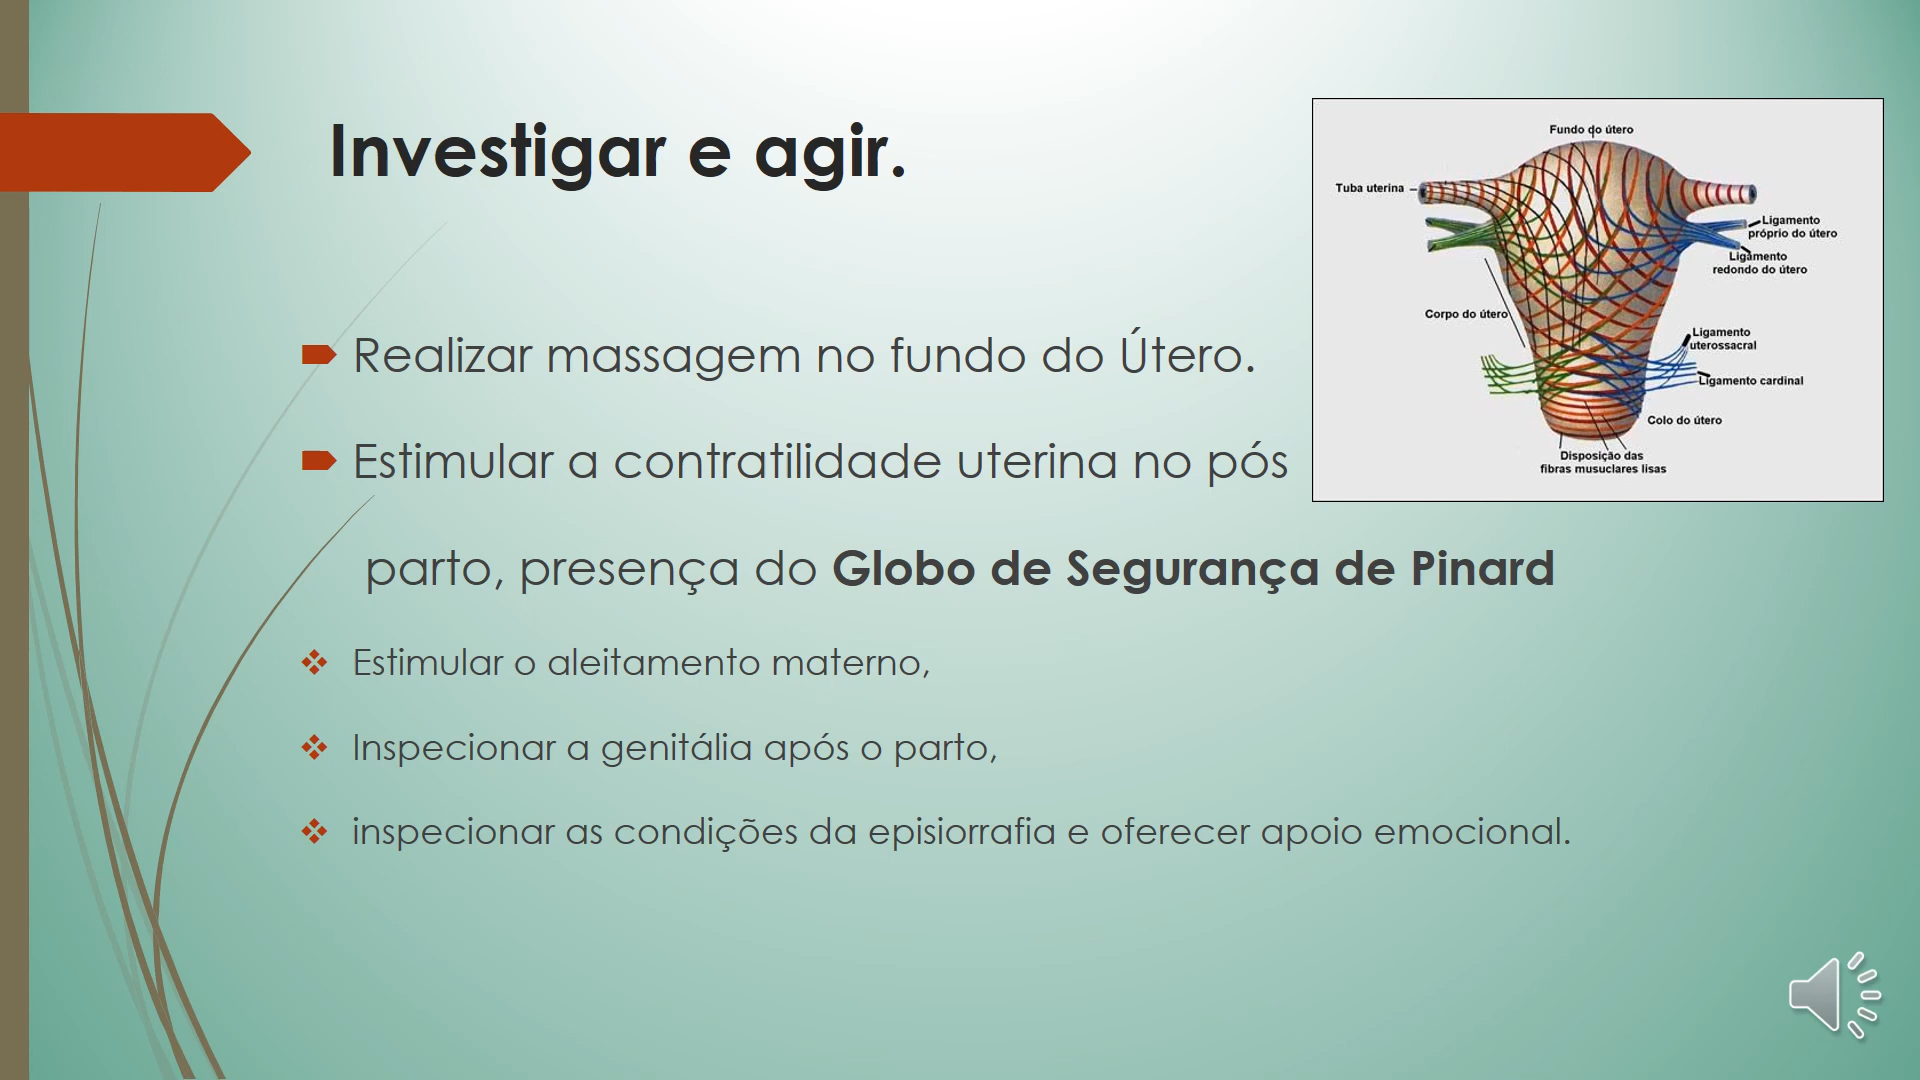 Investigar e agir.
Realizar massagem no fundo do Útero.
Estimular a contratilidade uterina no pós
parto, presença do Globo de Segurança de Pinard
Estimular o aleitamento materno,
Inspecionar a genitália após o parto,
inspecionar as condições da episiorrafia e oferecer apoio emocional.
Fundo do útero
Tuba uterina
Ligamento
próprio do útero
Ligamento
redondo do útero
Corpo do útero
Ligamento
uterossacral
Ligamento cardinal
Colo do útero
Disposição das
fibras musuclares lisas